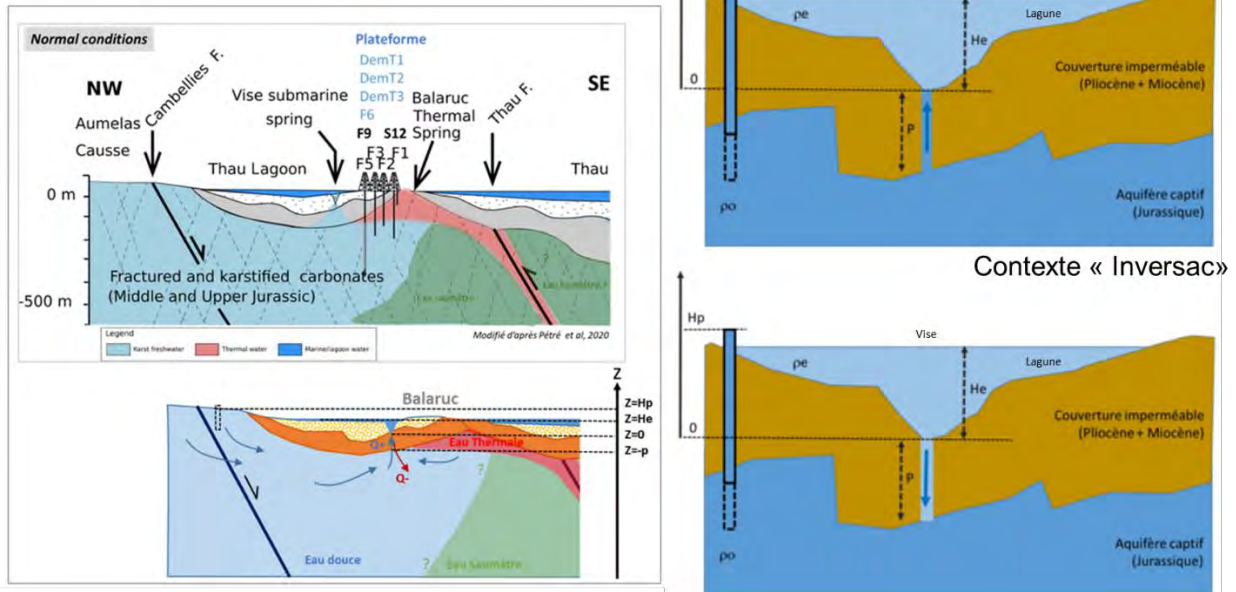 Normal conditions
Plateforme
DemT1
DemT2
DemT3
F6
F9 S12
F3 F1
F5 F2
NW
SE
Cambellies F.
Aumelas
Causse
Vise submarine
spring
Balaruc
Thermal
Spring
Thau F.
Thau Lagoon
Thau
0 m
-500 m
Fractured and karstified carbonates
(Middle and Upper Jurassic)
Eau saumâtre
?
Legend
Karst freshwater
Thermal water
Marine/lagoon water
Modifié d'après Pétré et al, 2020
Z
Balaruc
Z=Hp
Z=He
Z=0
Z=-p
Q+
Eau Thermale
Q-
?
Eau douce
?
Eau saumâtre
ρe
Lagune
He
0
Couverture imperméable
(Pliocène + Miocène)
P
Aquifère captif
(Jurassique)
ρo
Contexte « Inversac»
Hp
Vise
ρe
Lagune
He
0
Couverture imperméable
(Pliocène + Miocène)
P
Aquifère captif
(Jurassique)
ρo